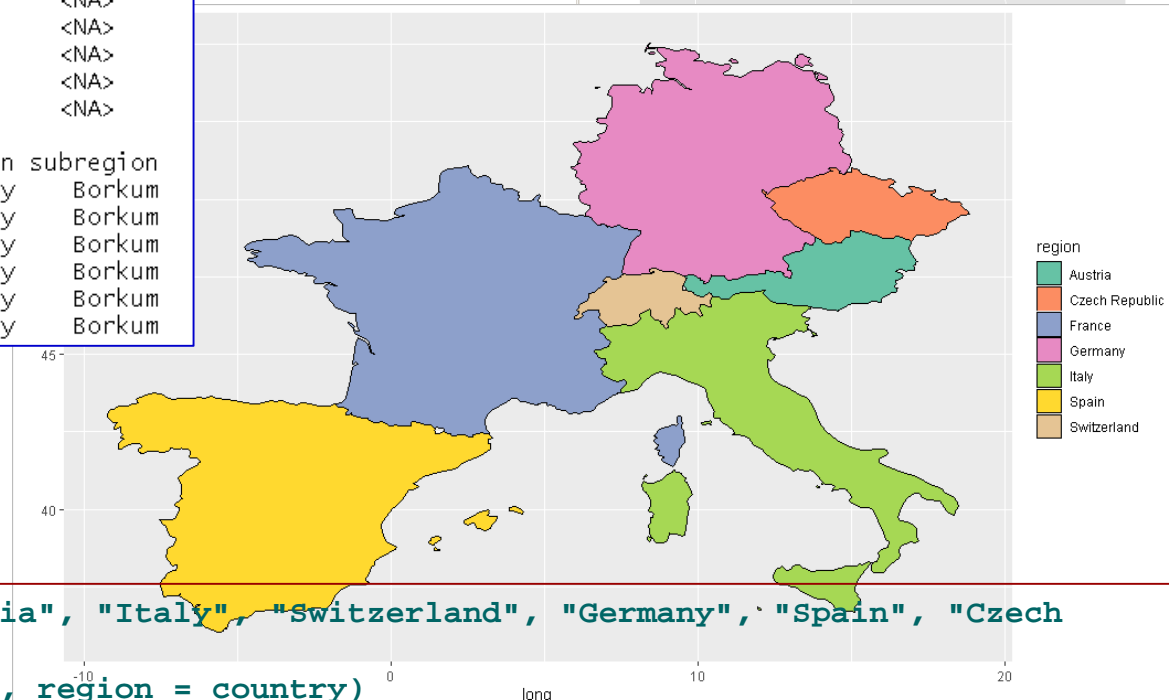 <NA>
<NA>
<NA>
<NA>
<NA>
n subregion
y Borkum
y Borkum
y Borkum
y Borkum
y Borkum
y Borkum
45
40
-10
0
10
20
long
region
Austria
Czech Republic
France
Germany
Italy
Spain
Switzerland
ia", "Italy", "Switzerland", "Germany", "Spain", "Czech
, region = country)